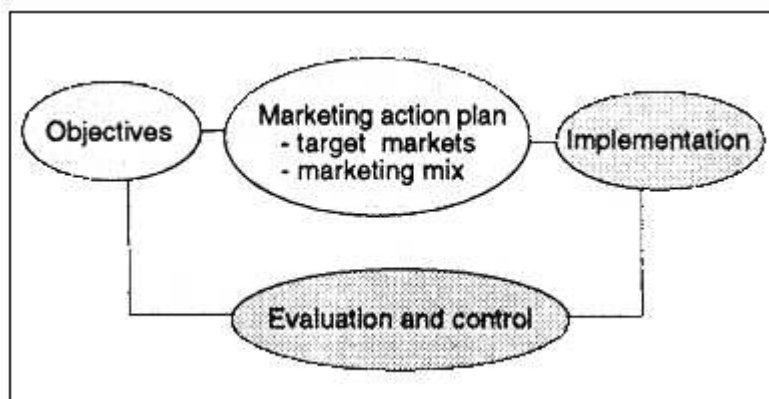 Objectives
Marketing action plan
- target markets
- marketing mix
Implementation
Evaluation and control